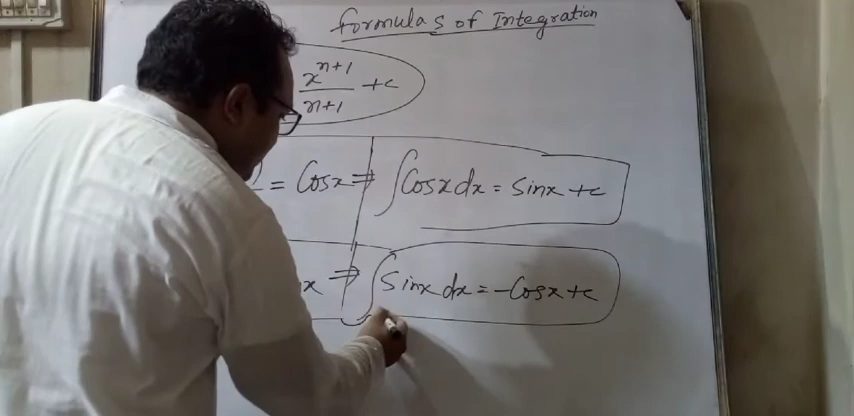 Formulas of Integration
x^{n+1}/n+1 +c
= Cosx ⇒ ∫Cosx dx = Sinx +c
x ⇒ ∫Sinx dx = -Cosx +c